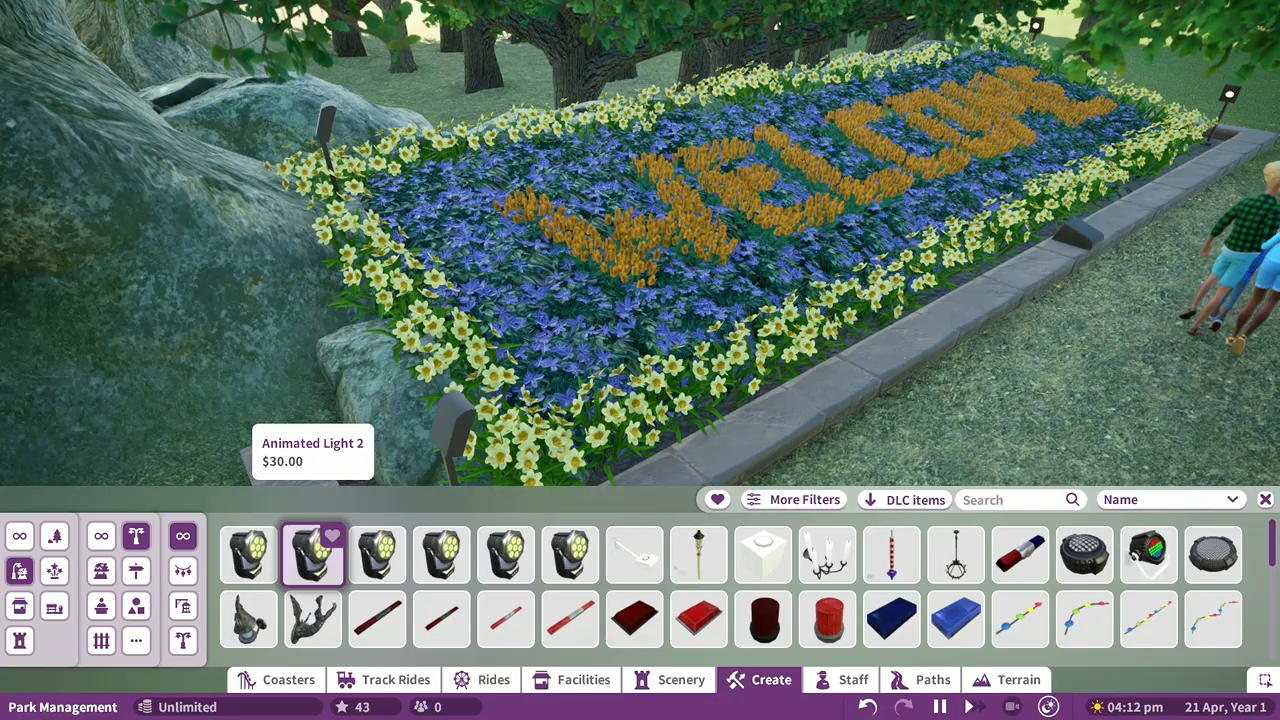 WELCOME
Animated Light 2
$30.00
More Filters
DLC items
Search
Name
Coasters
Track Rides
Rides
Facilities
Scenery
Create
Staff
Paths
Terrain
Park Management
Unlimited
43
0
04:12 pm
21 Apr, Year 1